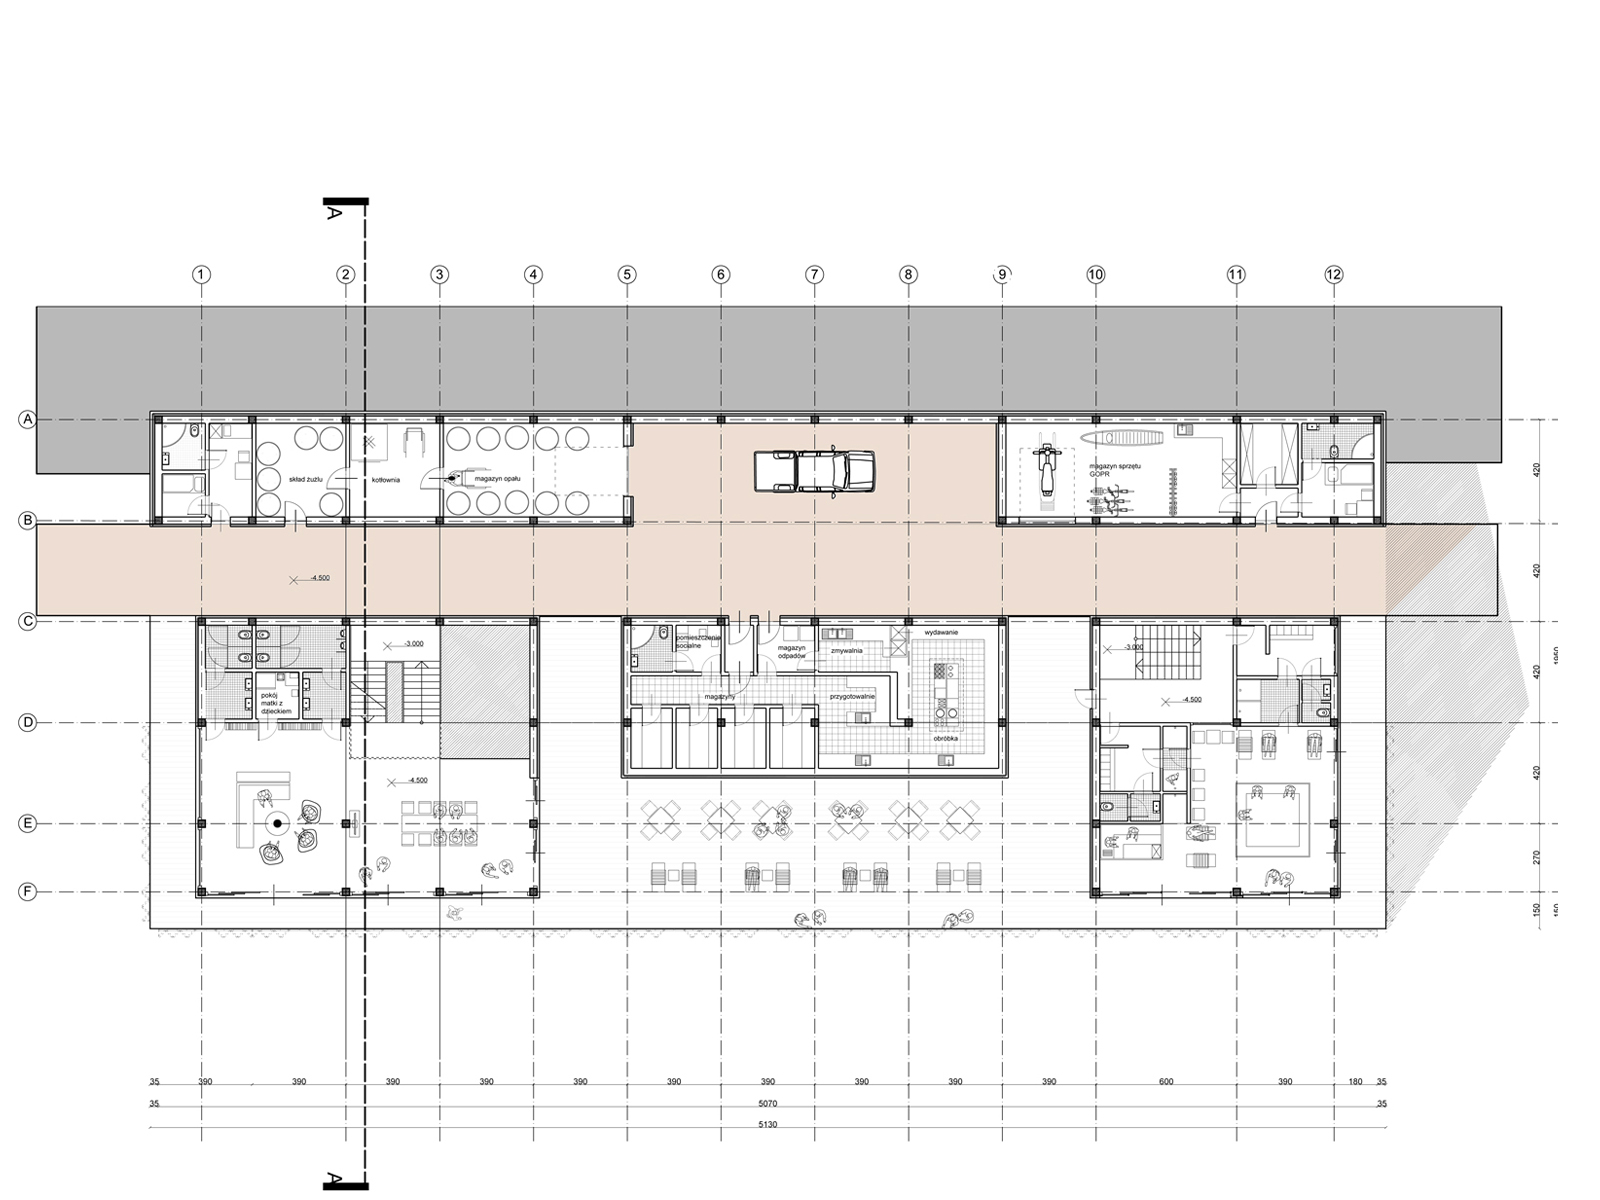 A
1 2 3 4 5 6 7 8 9 10 11 12
A
420
magazyn sprzętu
GOPR
skład żużlu
kotłownia
magazyn opału
B
-4.500
420
C
-3.000
pomieszczenie
socjalne
magazyn
odpadów
zmywalnia
wydawanie
-3.000
420
1950
pokój
matki z
dzieckiem
magazyny
przygotowalnie
-4.500
D
obróbka
-4.500
420
E
270
F
150
150
35 390 390 390 390 390 390 390 390 390 390 600 390 180 35
35 5070 35
5130
A